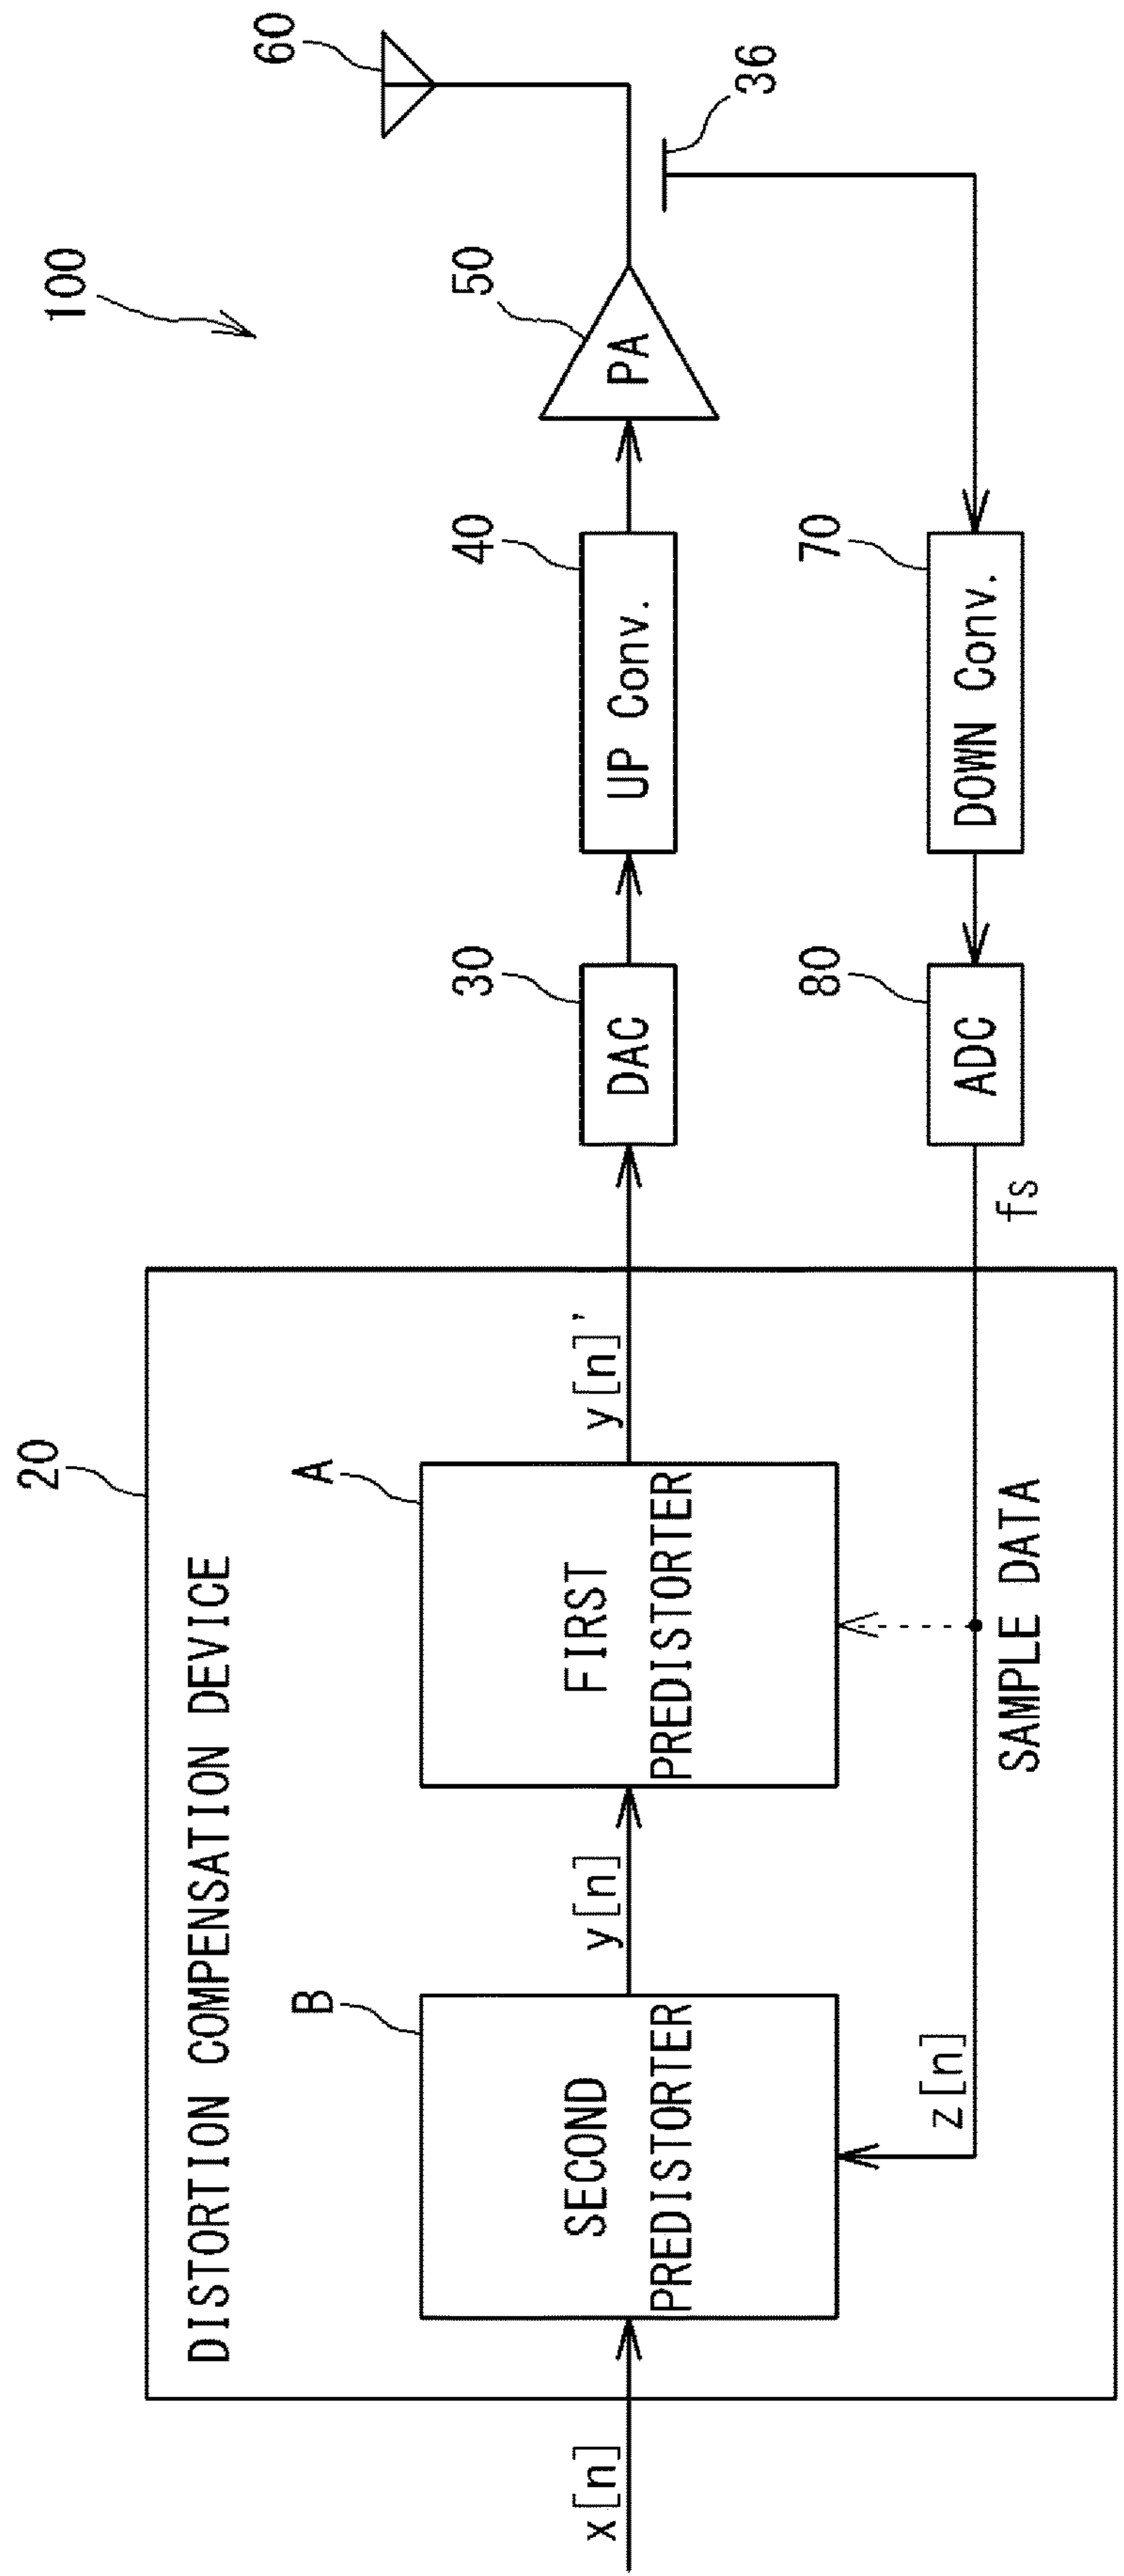 100
20
DISTORTION COMPENSATION DEVICE
60
B
A
30
40
50
x[n]
SECOND
PREDISTORTER
y[n]
FIRST
PREDISTORTER
y[n]'
DAC
UP Conv.
PA
36
80
70
z[n]
ADC
DOWN Conv.
SAMPLE DATA
fs